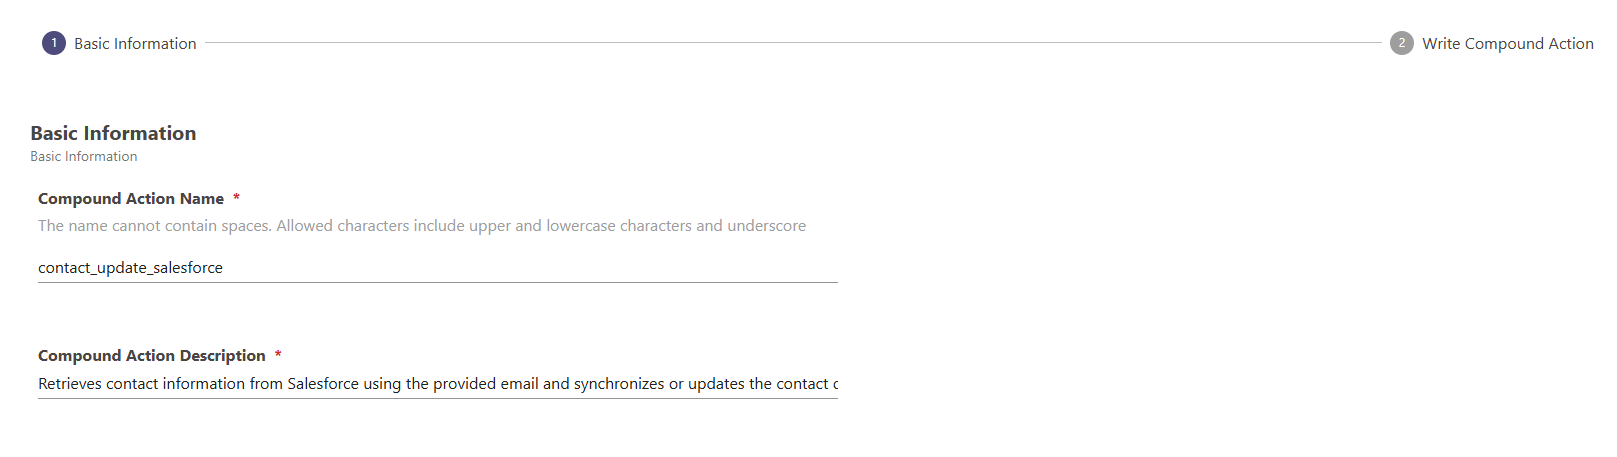 1 Basic Information
2 Write Compound Action
Basic Information
Basic Information
Compound Action Name *
The name cannot contain spaces. Allowed characters include upper and lowercase characters and underscore
contact_update_salesforce
Compound Action Description *
Retrieves contact information from Salesforce using the provided email and synchronizes or updates the contact